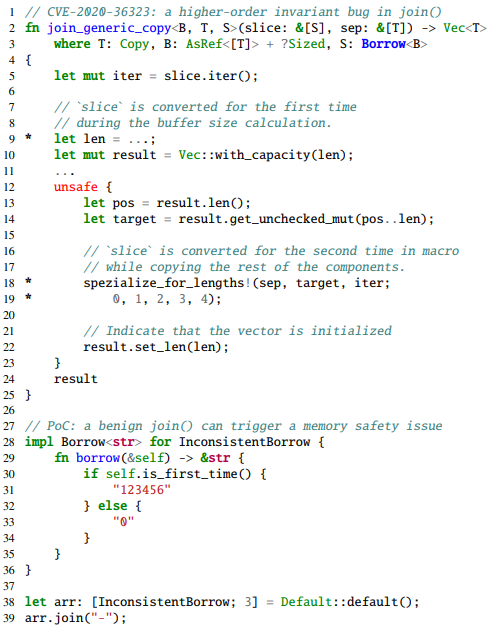 1 // CVE-2020-36323: a higher-order invariant bug in join()
2 fn join_generic_copy<B, T, S>(slice: &[S], sep: &[T]) -> Vec<T>
3     where T: Copy, B: AsRef<[T]> + ?Sized, S: Borrow<B>
4 {
5     let mut iter = slice.iter();
6
7     // `slice` is converted for the first time
8     // during the buffer size calculation.
9 *   let len = ...;
10     let mut result = Vec::with_capacity(len);
11     ...
12     unsafe {
13         let pos = result.len();
14         let target = result.get_unchecked_mut(pos..len);
15
16         // `slice` is converted for the second time in macro
17         // while copying the rest of the components.
18 *       spezialize_for_lengths!(sep, target, iter;
19 *           0, 1, 2, 3, 4);
20
21         // Indicate that the vector is initialized
22         result.set_len(len);
23     }
24     result
25 }
26
27 // PoC: a benign join() can trigger a memory safety issue
28 impl Borrow<str> for InconsistentBorrow {
29     fn borrow(&self) -> &str {
30         if self.is_first_time() {
31             "123456"
32         } else {
33             "0"
34         }
35     }
36 }
37
38 let arr: [InconsistentBorrow; 3] = Default::default();
39 arr.join("-");